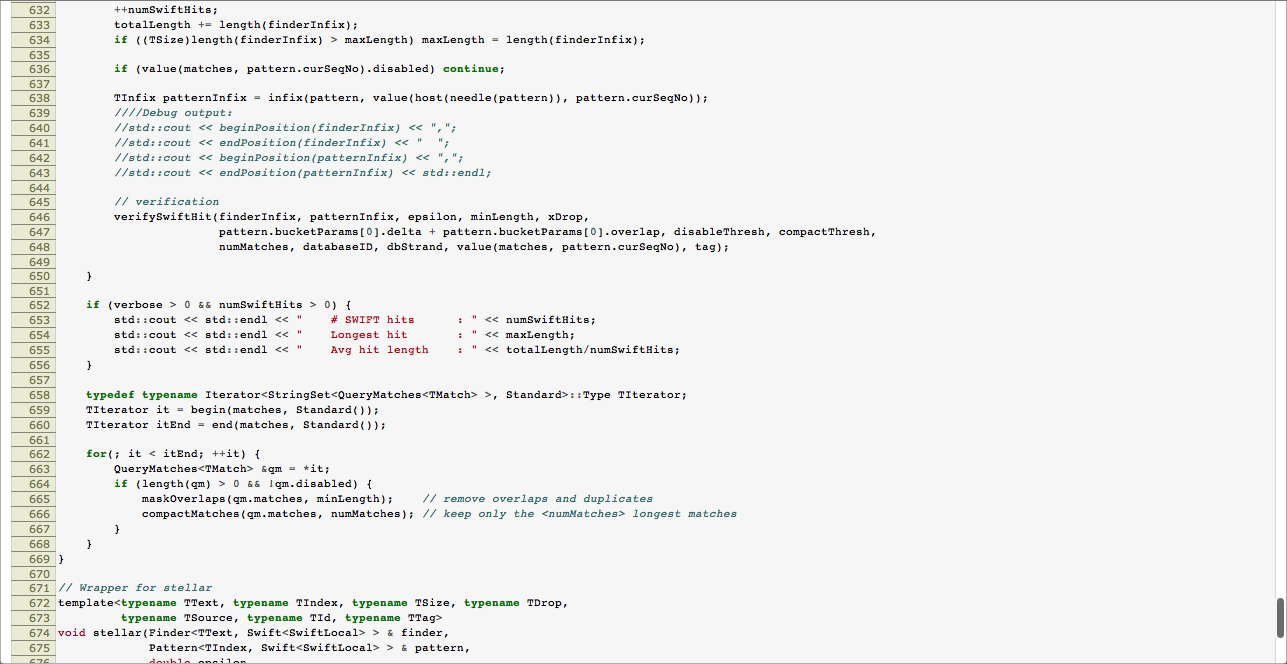 632         ++numSwiftHits;
633         totalLength += length(finderInfix);
634         if ((TSize)length(finderInfix) > maxLength) maxLength = length(finderInfix);
635
636         if (value(matches, pattern.curSeqNo).disabled) continue;
637
638         TInfix patternInfix = infix(pattern, value(host(needle(pattern)), pattern.curSeqNo));
639         ////Debug output:
640         //std::cout << beginPosition(finderInfix) << ",";
641         //std::cout << endPosition(finderInfix) << "  ";
642         //std::cout << beginPosition(patternInfix) << ",";
643         //std::cout << endPosition(patternInfix) << std::endl;
644
645         // verification
646         verifySwiftHit(finderInfix, patternInfix, epsilon, minLength, xDrop,
647                        pattern.bucketParams[0].delta + pattern.bucketParams[0].overlap, disableThresh, compactThresh,
648                        numMatches, databaseID, dbStrand, value(matches, pattern.curSeqNo), tag);
649
650     }
651
652     if (verbose > 0 && numSwiftHits > 0) {
653         std::cout << std::endl << "    # SWIFT hits      : " << numSwiftHits;
654         std::cout << std::endl << "    Longest hit       : " << maxLength;
655         std::cout << std::endl << "    Avg hit length    : " << totalLength/numSwiftHits;
656     }
657
658     typedef typename Iterator<StringSet<QueryMatches<TMatch> >, Standard>::Type TIterator;
659     TIterator it = begin(matches, Standard());
660     TIterator itEnd = end(matches, Standard());
661
662     for(; it < itEnd; ++it) {
663         QueryMatches<TMatch> &qm = *it;
664         if (length(qm) > 0 && !qm.disabled) {
665             maskOverlaps(qm.matches, minLength);    // remove overlaps and duplicates
666             compactMatches(qm.matches, numMatches); // keep only the <numMatches> longest matches
667         }
668     }
669 }
670
671 // Wrapper for stellar
672 template<typename TText, typename TIndex, typename TSize, typename TDrop,
673          typename TSource, typename TId, typename TTag>
674 void stellar(Finder<TText, Swift<SwiftLocal> > & finder,
675              Pattern<TIndex, Swift<SwiftLocal> > & pattern,
676              double epsilon,